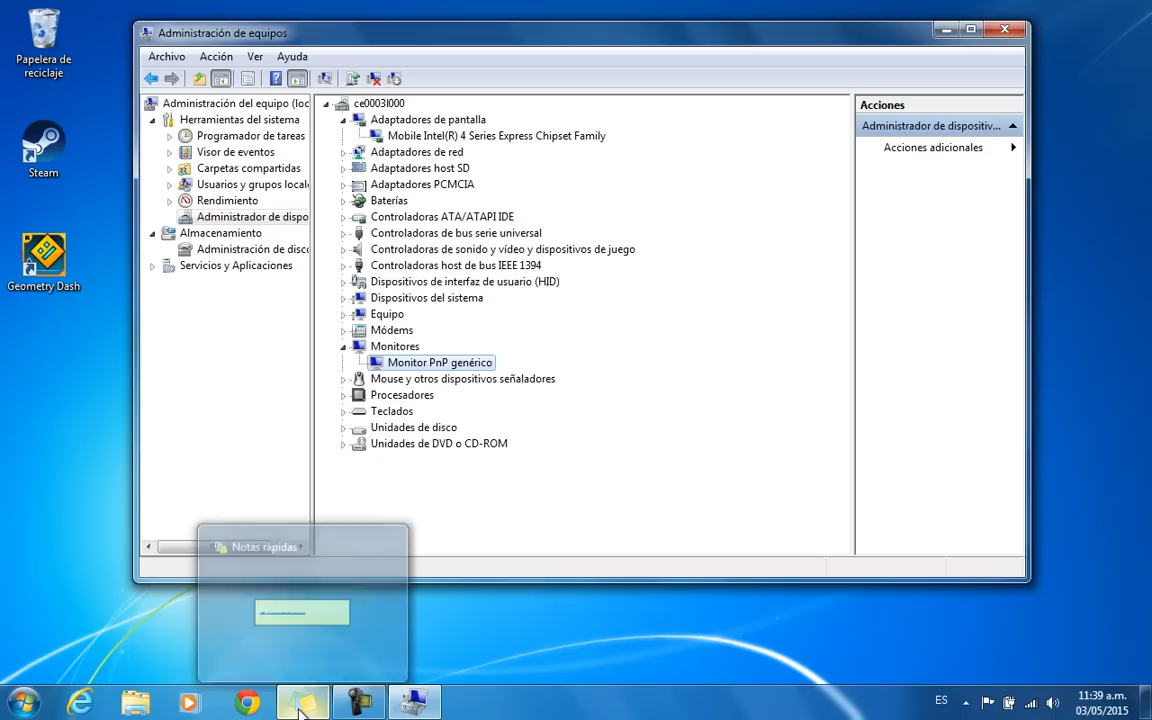 Papelera de
reciclaje
Steam
Geometry Dash
Administración de equipos
Archivo Acción Ver Ayuda
Administración del equipo (loc
Herramientas del sistema
Programador de tareas
Visor de eventos
Carpetas compartidas
Usuarios y grupos locale
Rendimiento
Administrador de dispo
Almacenamiento
Administración de disco
Servicios y Aplicaciones
ce0003l000
Adaptadores de pantalla
Mobile Intel(R) 4 Series Express Chipset Family
Adaptadores de red
Adaptadores host SD
Adaptadores PCMCIA
Baterías
Controladoras ATA/ATAPI IDE
Controladoras de bus serie universal
Controladoras de sonido y vídeo y dispositivos de juego
Controladoras host de bus IEEE 1394
Dispositivos de interfaz de usuario (HID)
Dispositivos del sistema
Equipo
Módems
Monitores
Monitor PnP genérico
Mouse y otros dispositivos señaladores
Procesadores
Teclados
Unidades de disco
Unidades de DVD o CD-ROM
Acciones
Administrador de dispositiv...
Acciones adicionales
Notas rápidas
ES
11:39 a.m.
03/05/2015